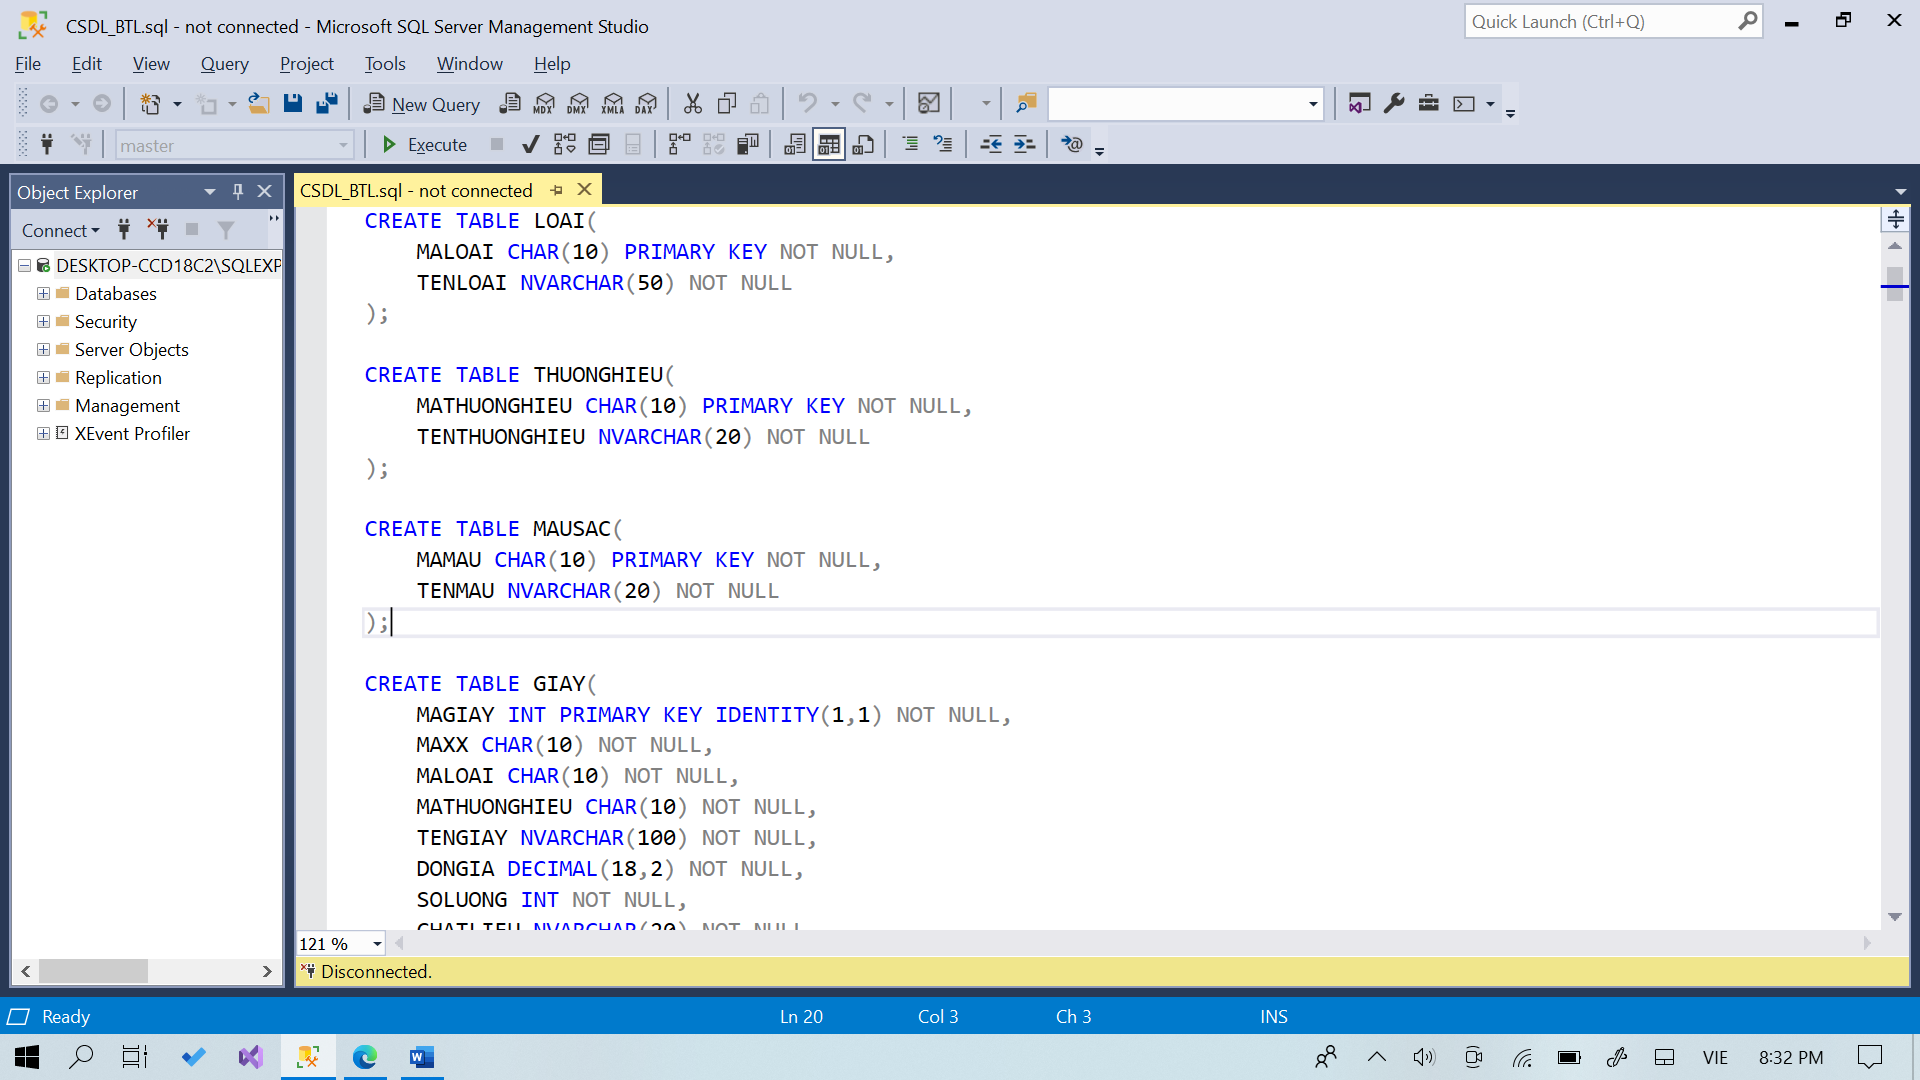 CSDL_BTL.sql - not connected - Microsoft SQL Server Management Studio
Quick Launch (Ctrl+Q)
File Edit View Query Project Tools Window Help
New Query MDX DMX XMLA DAX
master Execute
Object Explorer
CSDL_BTL.sql - not connected
Connect
DESKTOP-CCD18C2\SQLEXP
Databases
Security
Server Objects
Replication
Management
XEvent Profiler
CREATE TABLE LOAI(
MALOAI CHAR(10) PRIMARY KEY NOT NULL,
TENLOAI NVARCHAR(50) NOT NULL
);
CREATE TABLE THUONGHIEU(
MATHUONGHIEU CHAR(10) PRIMARY KEY NOT NULL,
TENTHUONGHIEU NVARCHAR(20) NOT NULL
);
CREATE TABLE MAUSAC(
MAMAU CHAR(10) PRIMARY KEY NOT NULL,
TENMAU NVARCHAR(20) NOT NULL
);
CREATE TABLE GIAY(
MAGIAY INT PRIMARY KEY IDENTITY(1,1) NOT NULL,
MAXX CHAR(10) NOT NULL,
MALOAI CHAR(10) NOT NULL,
MATHUONGHIEU CHAR(10) NOT NULL,
TENGIAY NVARCHAR(100) NOT NULL,
DONGIA DECIMAL(18,2) NOT NULL,
SOLUONG INT NOT NULL,
CHATLIEU NVARCHAR(20) NOT NULL
121 %
Disconnected.
Ready Ln 20 Col 3 Ch 3 INS
VIE 8:32 PM